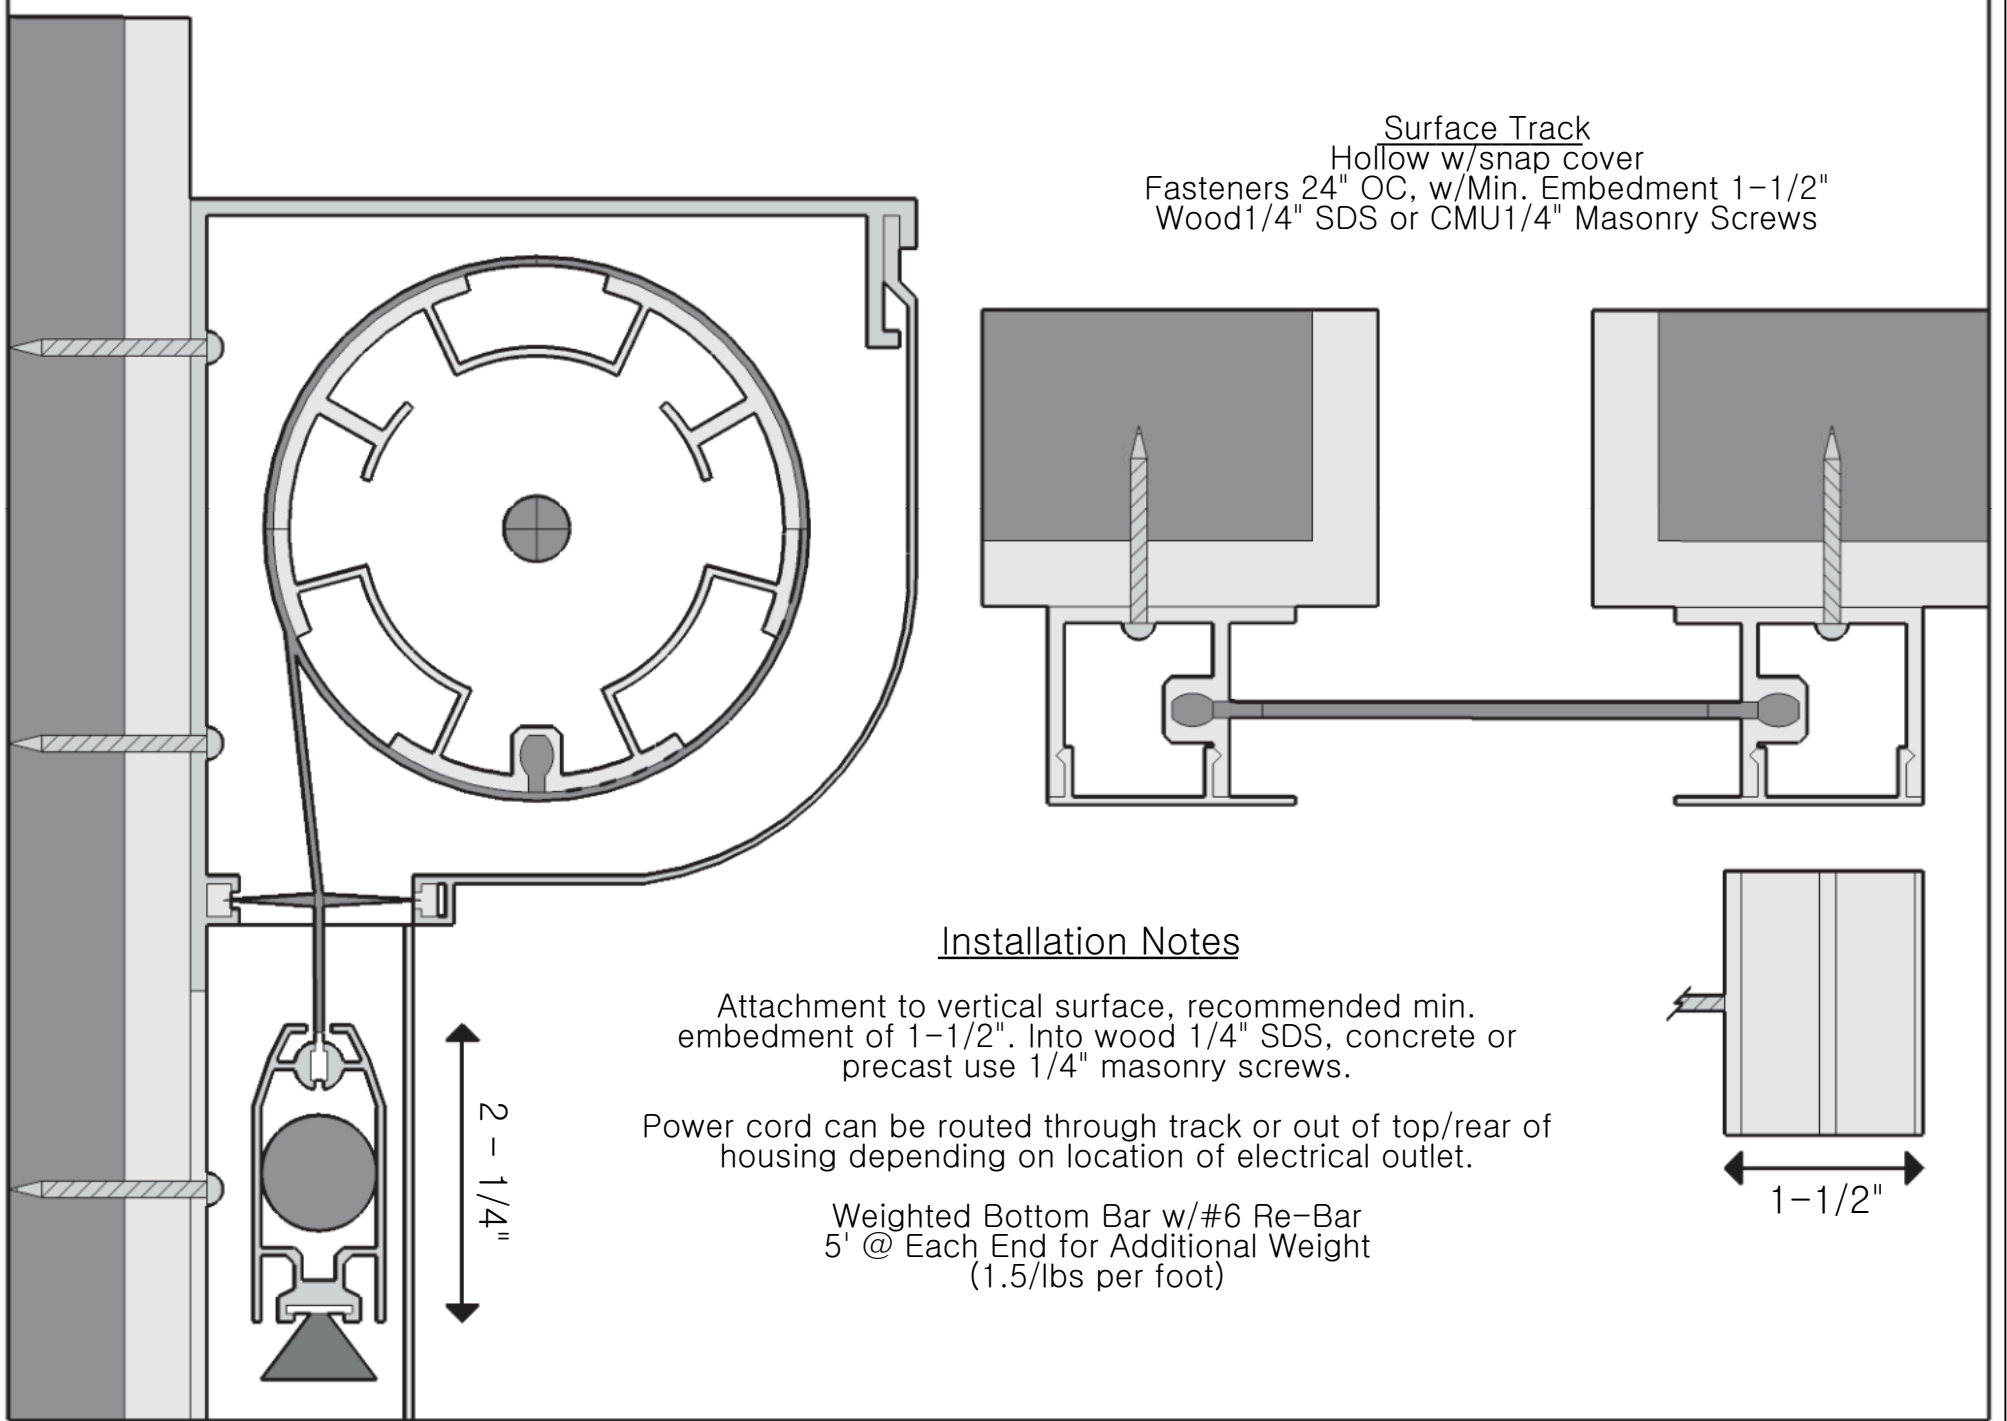 Surface Track
Hollow w/snap cover
Fasteners 24" OC, w/Min. Embedment 1-1/2"
Wood1/4" SDS or CMU1/4" Masonry Screws
Installation Notes
Attachment to vertical surface, recommended min.
embedment of 1-1/2". Into wood 1/4" SDS, concrete or
precast use 1/4" masonry screws.
Power cord can be routed through track or out of top/rear of
housing depending on location of electrical outlet.
Weighted Bottom Bar w/#6 Re-Bar
5' @ Each End for Additional Weight
(1.5/lbs per foot)
2-1/4"
1-1/2"